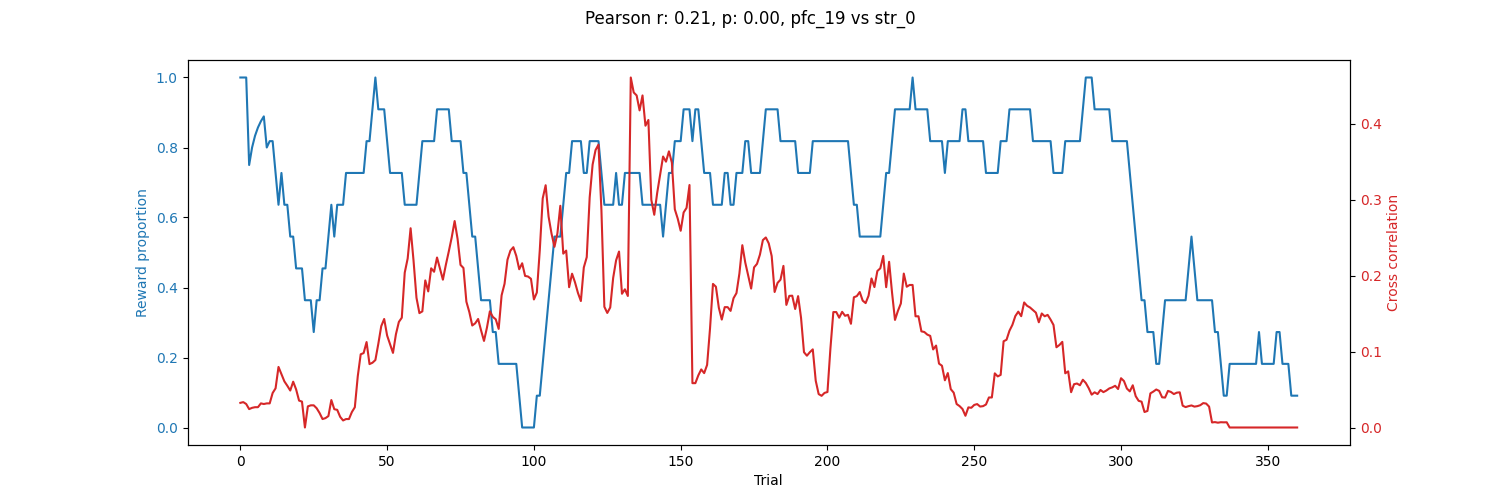 Pearson r: 0.21, p: 0.00, pfc_19 vs str_0
1.0
0.8
0.6
0.4
0.2
0.0
Reward proportion
0.4
0.3
0.2
0.1
0.0
Cross correlation
0 50 100 150 200 250 300 350
Trial